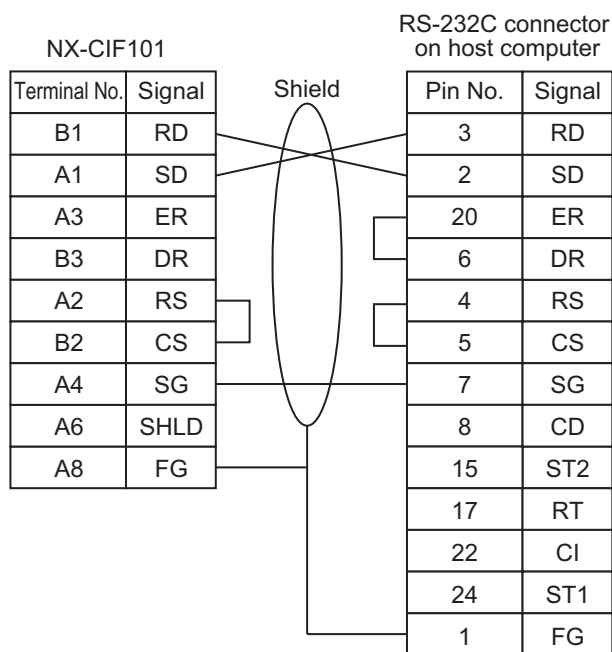 RS-232C connector
on host computer
NX-CIF101
Terminal No. Signal Shield Pin No. Signal
B1 RD 3 RD
A1 SD 2 SD
A3 ER 20 ER
B3 DR 6 DR
A2 RS 4 RS
B2 CS 5 CS
A4 SG 7 SG
A6 SHLD 8 CD
A8 FG 15 ST2
17 RT
22 CI
24 ST1
1 FG